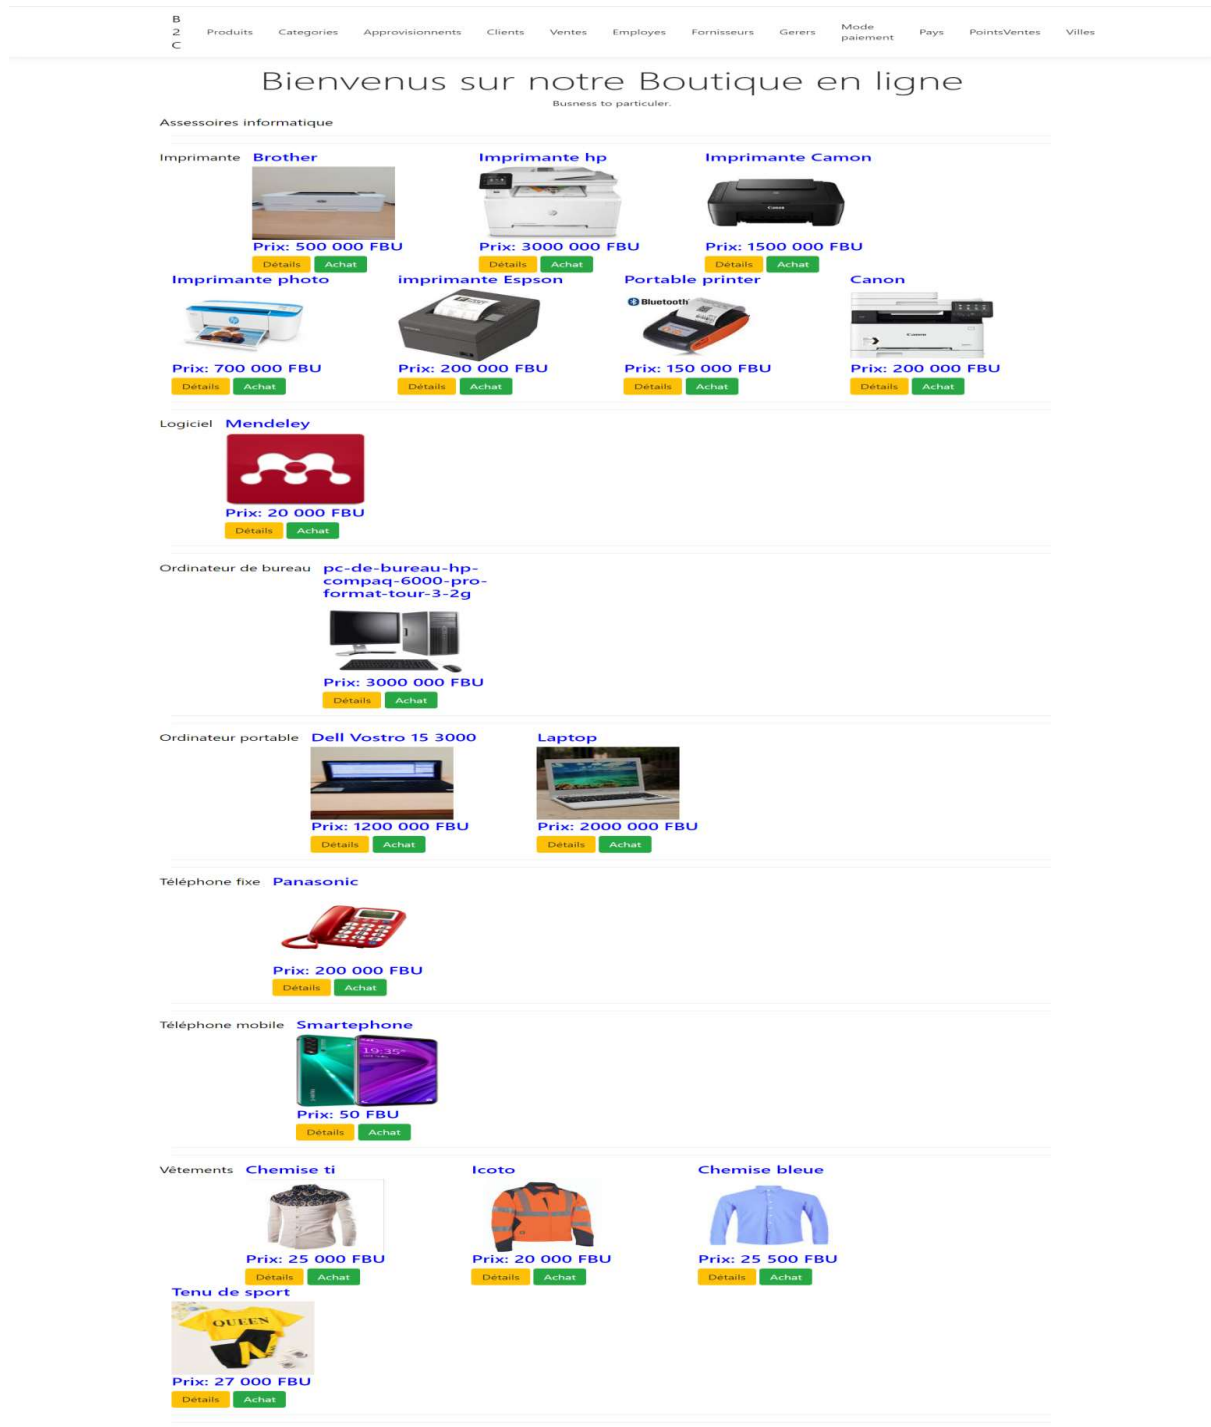 B
2
C
Produits Categories Approvisionnents Clients Ventes Employes Fornisseurs Gerers Mode paiement Pays PointsVentes Villes
Bienvenus sur notre Boutique en ligne
Busness to particuler.
Assessoires informatique
Imprimante Brother Imprimante hp Imprimante Camon
Canon
Prix: 500 000 FBU Prix: 3000 000 FBU Prix: 1500 000 FBU
Détails Achat Détails Achat Détails Achat
Imprimante photo imprimante Espson Portable printer Canon
Bluetooth
Canon
Prix: 700 000 FBU Prix: 200 000 FBU Prix: 150 000 FBU Prix: 200 000 FBU
Détails Achat Détails Achat Détails Achat Détails Achat
Logiciel Mendeley
Prix: 20 000 FBU
Détails Achat
Ordinateur de bureau pc-de-bureau-hp-
compaq-6000-pro-
format-tour-3-2g
Prix: 3000 000 FBU
Détails Achat
Ordinateur portable Dell Vostro 15 3000 Laptop
Prix: 1200 000 FBU Prix: 2000 000 FBU
Détails Achat Détails Achat
Téléphone fixe Panasonic
Prix: 200 000 FBU
Détails Achat
Téléphone mobile Smartephone
19:35
Prix: 50 FBU
Détails Achat
Vêtements Chemise ti Icoto Chemise bleue
Prix: 25 000 FBU Prix: 20 000 FBU Prix: 25 500 FBU
Détails Achat Détails Achat Détails Achat
Tenu de sport
QUEEN
Prix: 27 000 FBU
Détails Achat